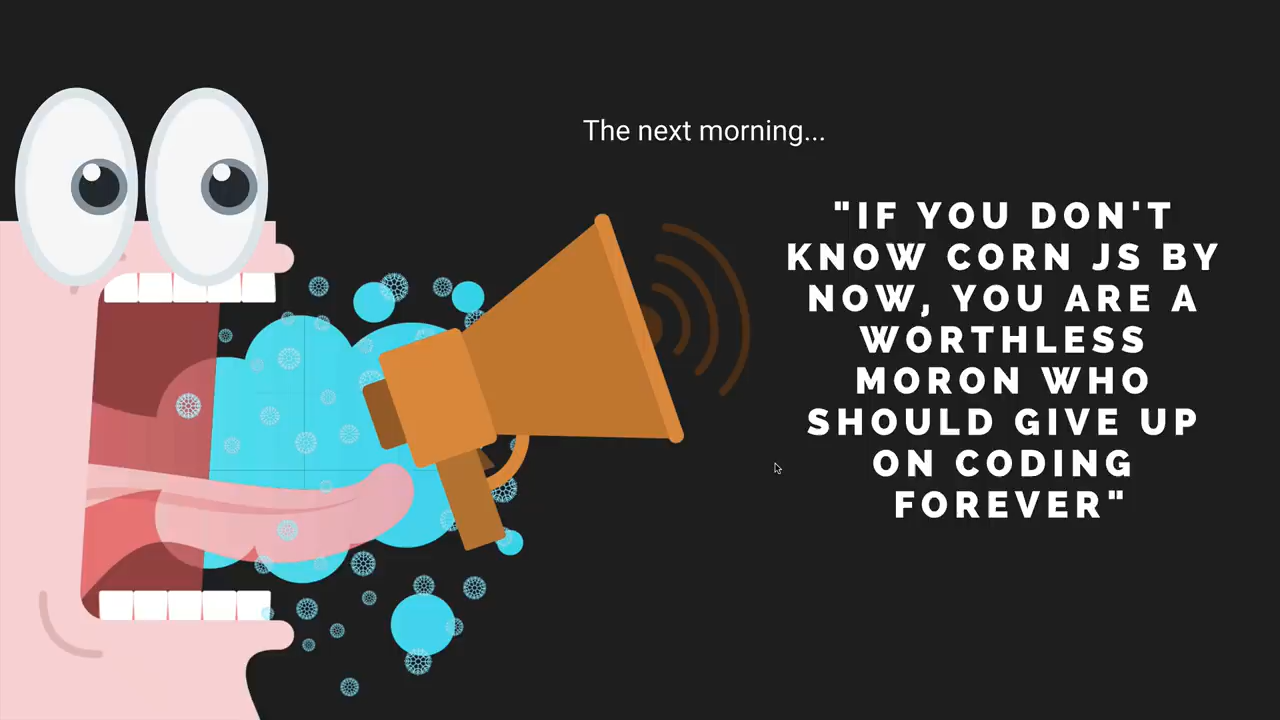 The next morning...
"IF YOU DON'T
KNOW CORN JS BY
NOW, YOU ARE A
WORTHLESS
MORON WHO
SHOULD GIVE UP
ON CODING
FOREVER"